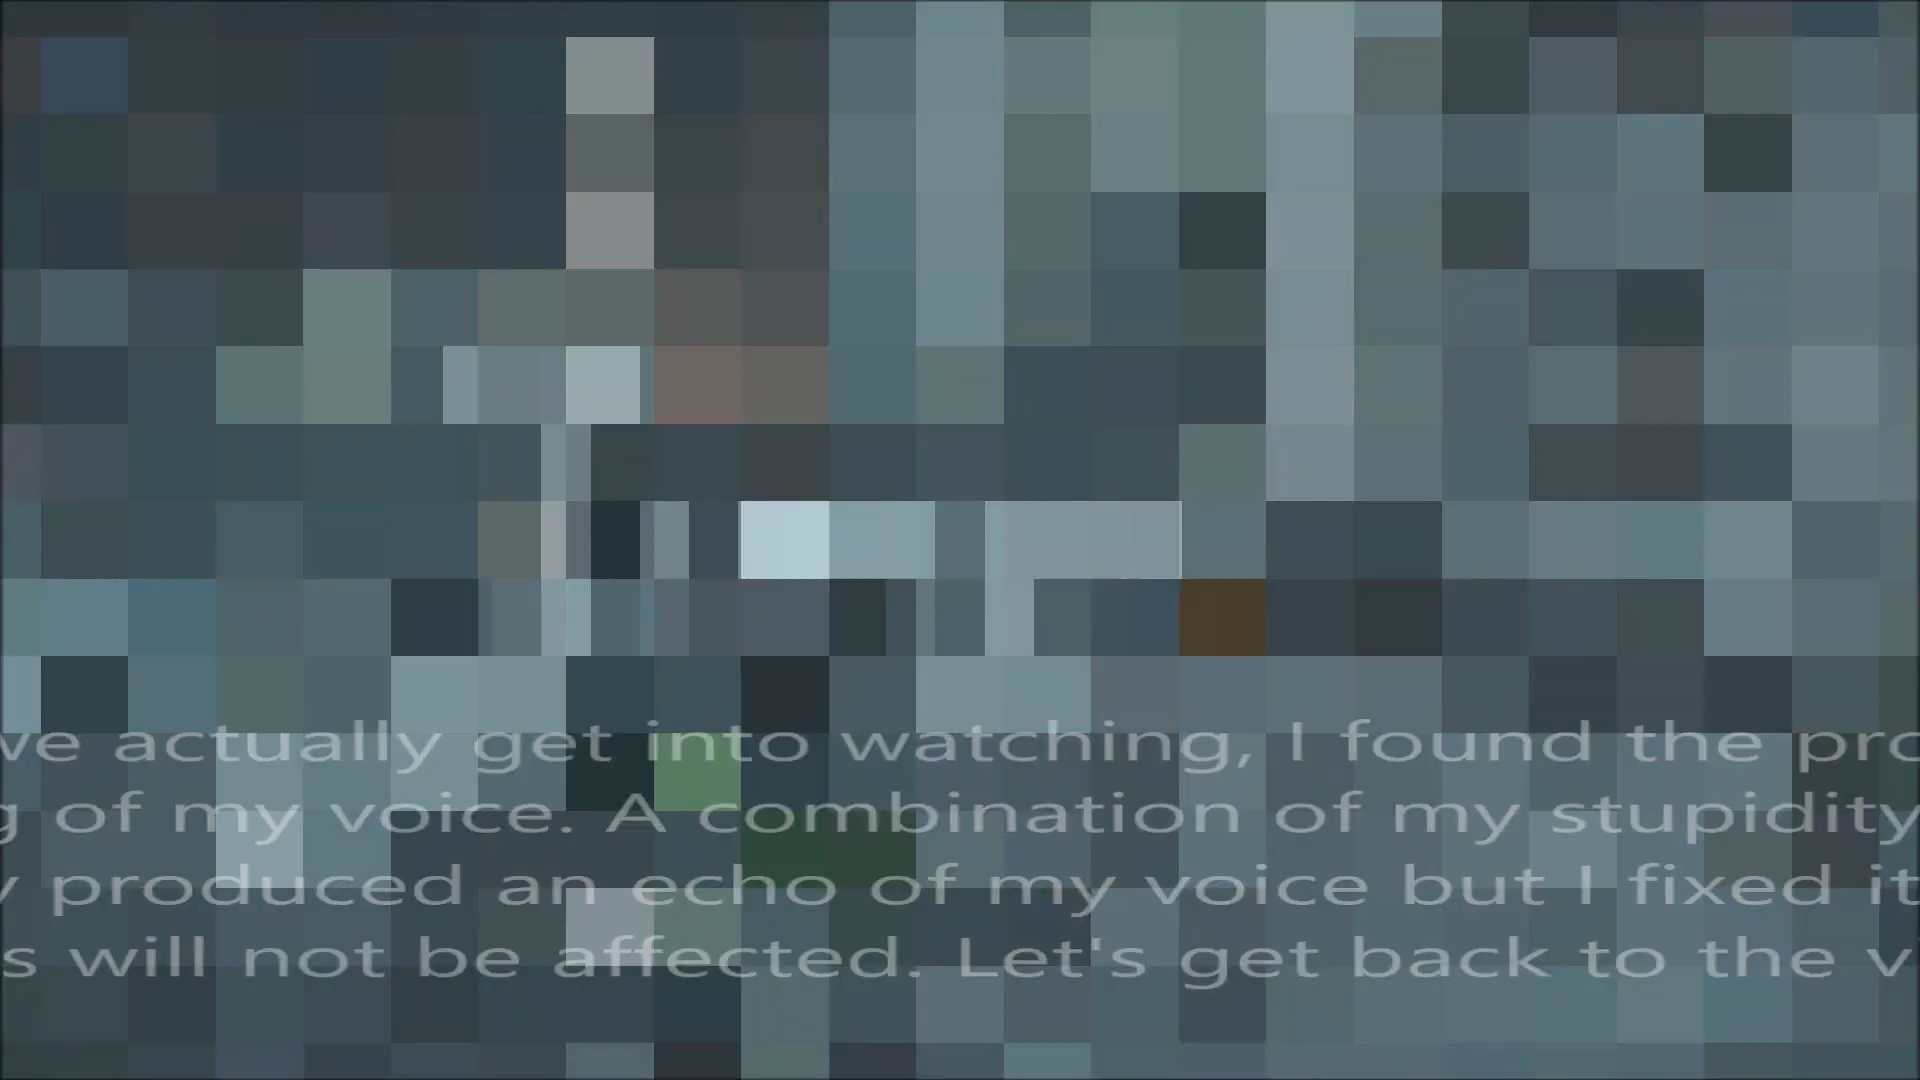 we actually get into watching, I found the pro
g of my voice. A combination of my stupidity
y produced an echo of my voice but I fixed it
s will not be affected. Let's get back to the v